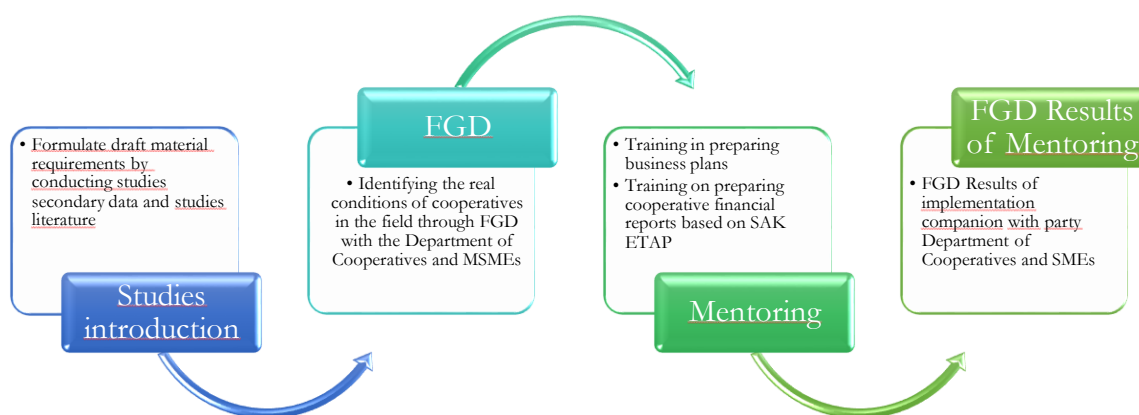 • Formulate draft material
requirements by
conducting studies
secondary data and studies
literature
Studies
introduction
FGD
• Identifying the real
conditions of cooperatives
in the field through FGD
with the Department of
Cooperatives and MSMEs
• Training in preparing
business plans
• Training on preparing
cooperative financial
reports based on SAK
ETAP
Mentoring
FGD Results
of Mentoring
• FGD Results of
implementation
companion with party
Department of
Cooperatives and SMEs